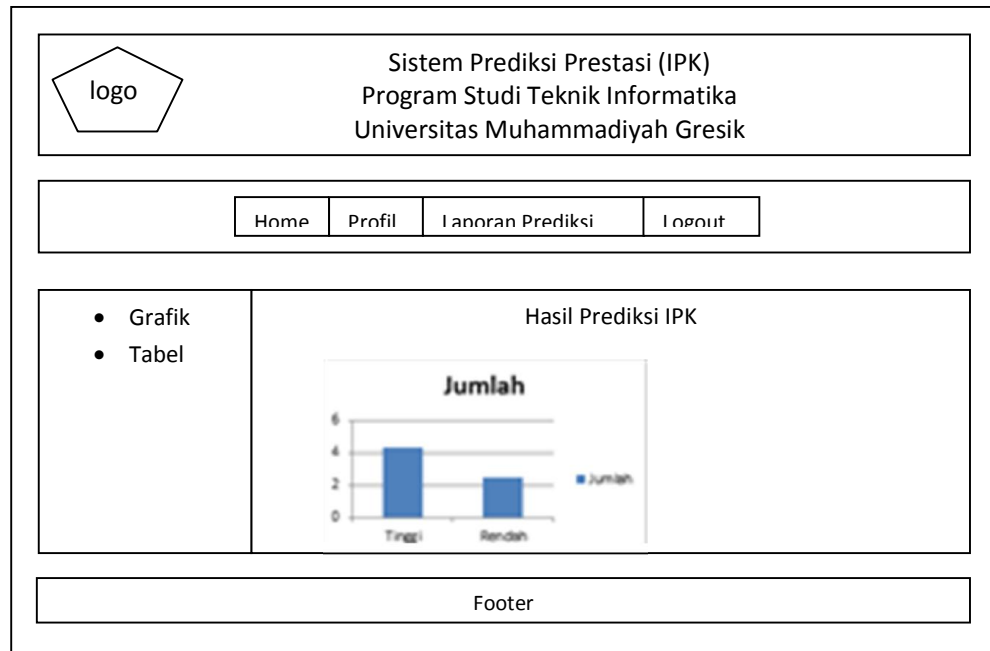 logo
Sistem Prediksi Prestasi (IPK)
Program Studi Teknik Informatika
Universitas Muhammadiyah Gresik
Home Profil Laporan Prediksi Logout
• Grafik
• Tabel
Hasil Prediksi IPK
Jumlah
6
4
2
0
Tinggi Rendah
Jumlah
Footer